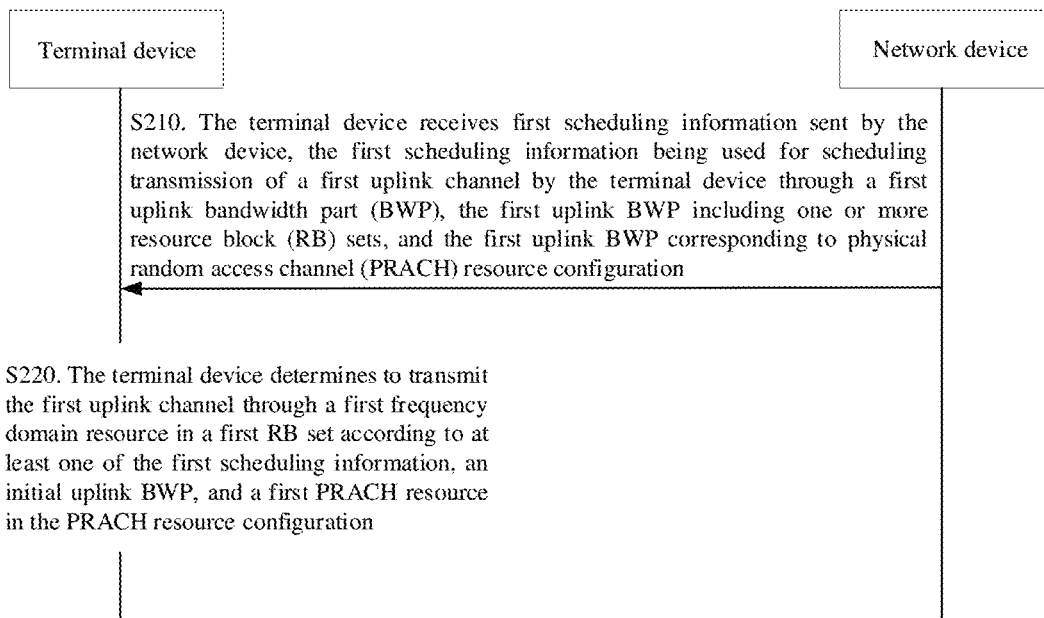 Terminal device
Network device
S210. The terminal device receives first scheduling information sent by the
network device, the first scheduling information being used for scheduling
transmission of a first uplink channel by the terminal device through a first
uplink bandwidth part (BWP), the first uplink BWP including one or more
resource block (RB) sets, and the first uplink BWP corresponding to physical
random access channel (PRACH) resource configuration
S220. The terminal device determines to transmit
the first uplink channel through a first frequency
domain resource in a first RB set according to at
least one of the first scheduling information, an
initial uplink BWP, and a first PRACH resource
in the PRACH resource configuration